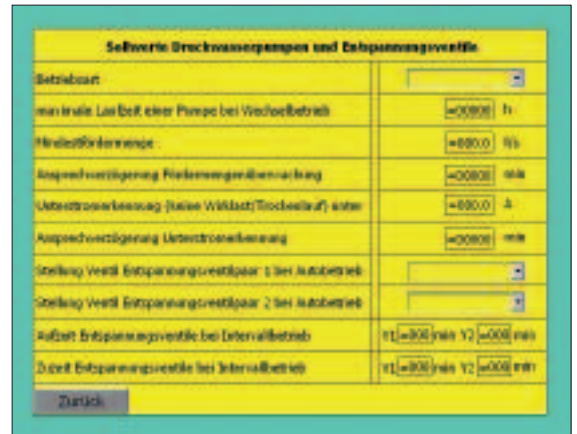 Sollwerte Druckwasserpumpen und Entspannungsventile
Betriebsart
maximale Laufzeit einer Pumpe bei Wechselbetrieb =00000 h
Mindestfördermenge : =000.0 l/s
Ansprechverzögerung Fördermengenüberwachung =00000 min
Unterstromerkennung (keine Wirklast/Trockenlauf) unter =000.0 A
Ansprechverzögerung Unterstromerkennung =00000 min
Stellung Ventil Entspannungsventilpaar 1 bei Autobetrieb
Stellung Ventil Entspannungsventilpaar 2 bei Autobetrieb
Aufzeit Entspannungsventile bei Intervallbetrieb Y1 =000 min Y2 =000 min
Zuzeit Entspannungsventile bei Intervallbetrieb Y1 =000 min Y2 =000 min
Zurück